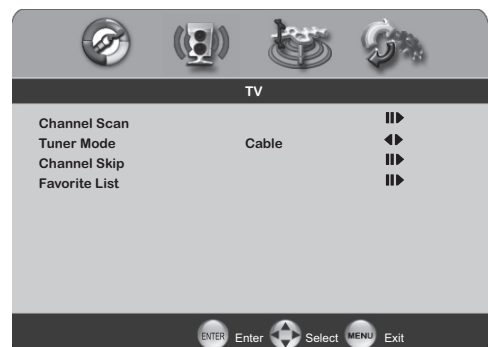 TV
Channel Scan
Tuner Mode Cable
Channel Skip
Favorite List
ENTER Enter Select MENU Exit